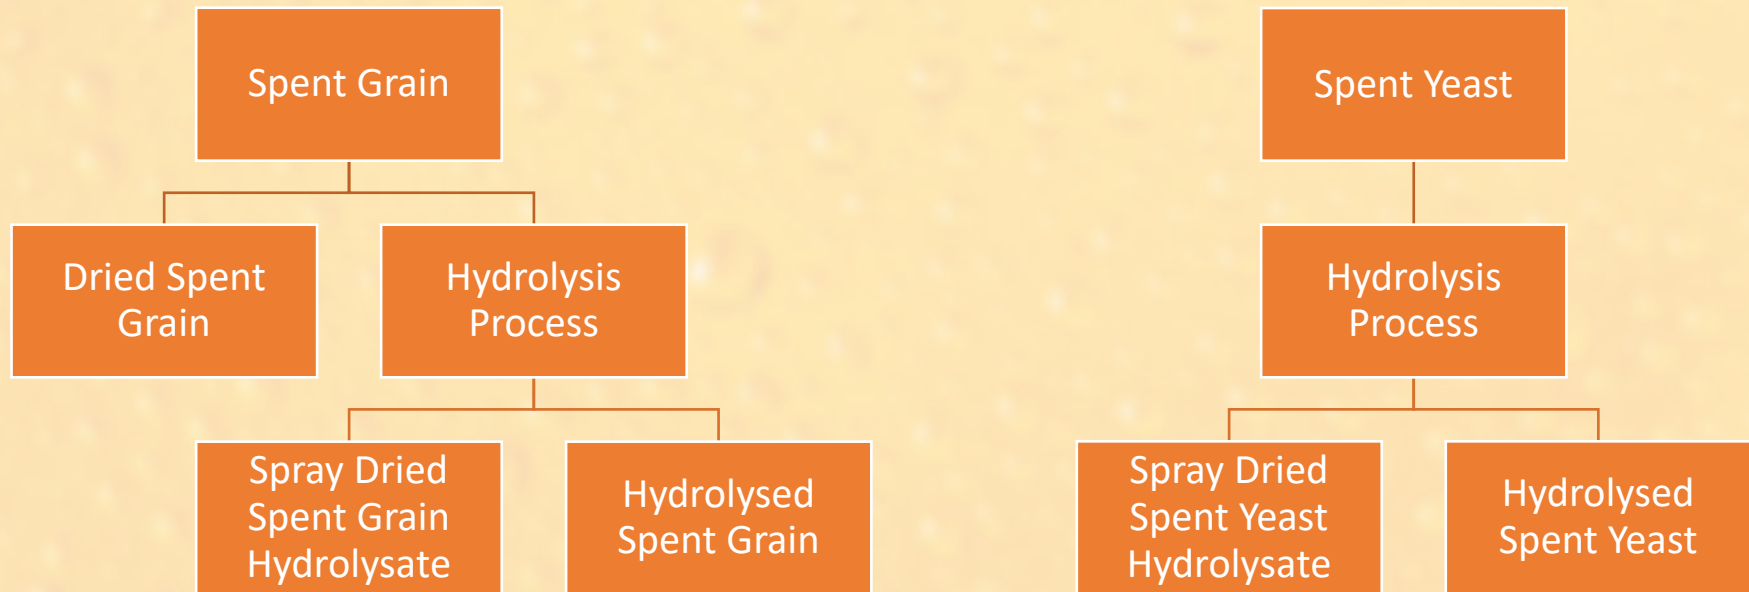 Spent Grain
Spent Yeast
Dried Spent
Grain
Hydrolysis
Process
Hydrolysis
Process
Spray Dried
Spent Grain
Hydrolysate
Hydrolysed
Spent Grain
Spray Dried
Spent Yeast
Hydrolysate
Hydrolysed
Spent Yeast